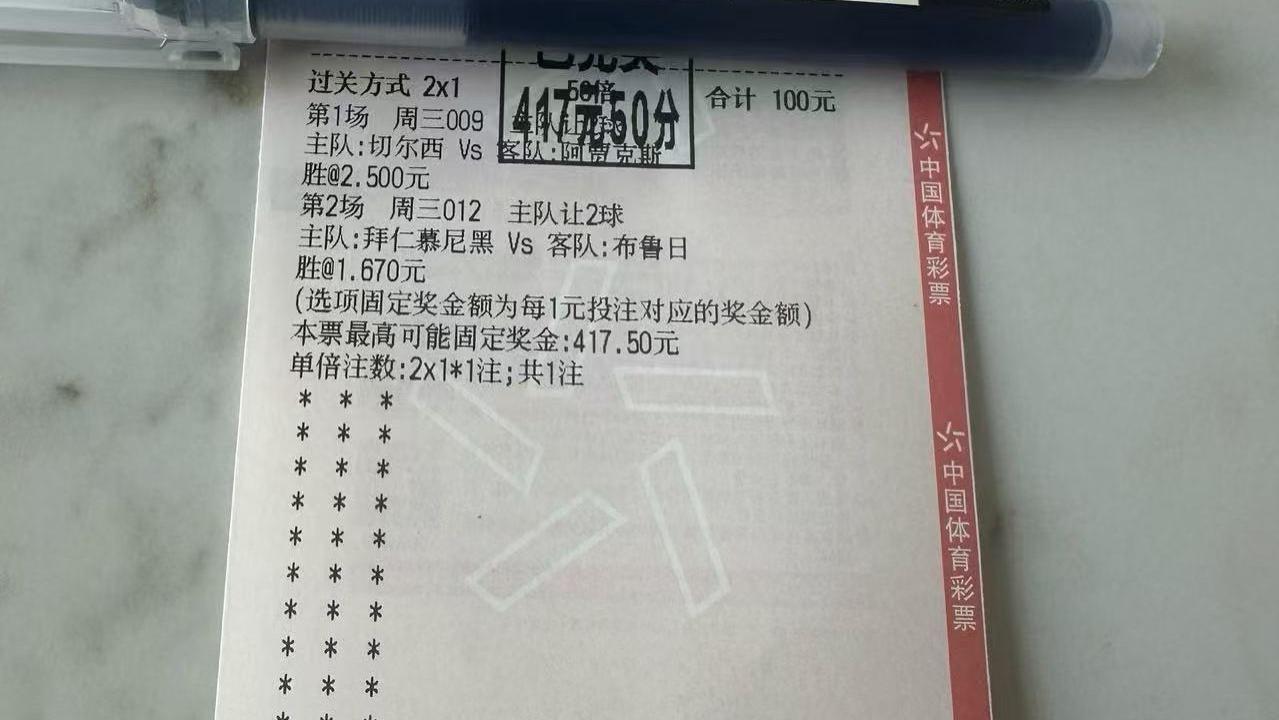 过关方式 2x1
50倍
合计 100元
417元50分
第1场 周三009
主队:切尔西 Vs 客队:阿贾克斯
胜@2.500元
第2场 周三012 主队让2球
主队:拜仁慕尼黑 Vs 客队:布鲁日
胜@1.670元
(选项固定奖金额为每1元投注对应的奖金额)
本票最高可能固定奖金:417.50元
单倍注数:2x1*1注;共1注
* * *
* * *
* * *
* * *
* * *
* * *
* * *
* * *
* * *
中国体育彩票
中国体育彩票